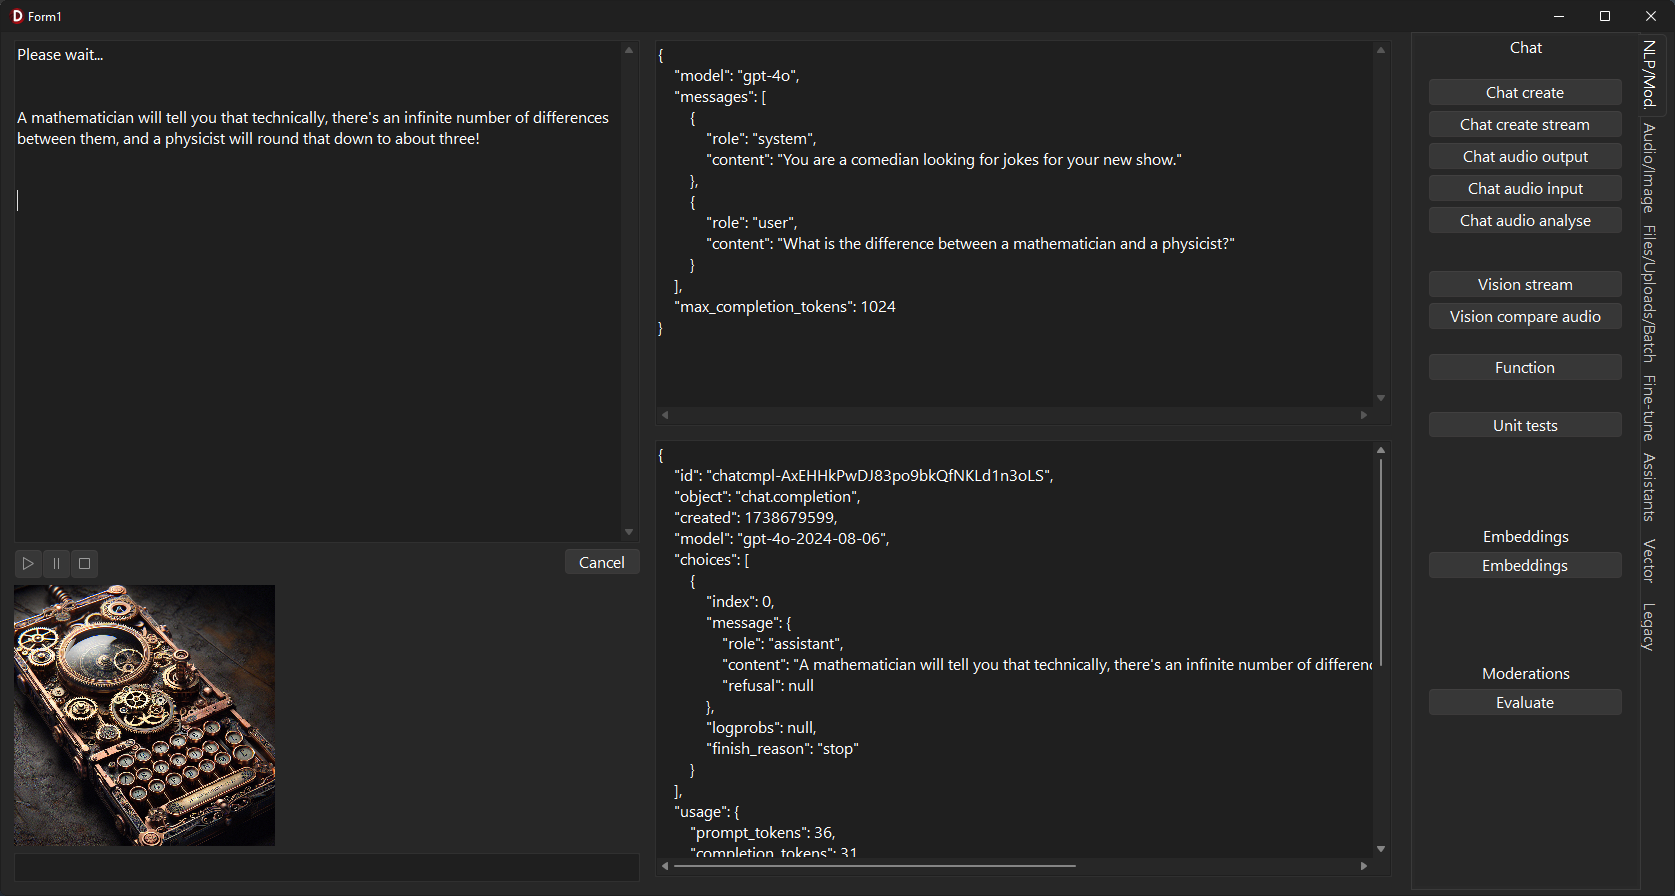 Form1
Please wait...
A mathematician will tell you that technically, there's an infinite number of differences
between them, and a physicist will round that down to about three!
Cancel
{
"model": "gpt-4o",
"messages": [
{
"role": "system",
"content": "You are a comedian looking for jokes for your new show."
},
{
"role": "user",
"content": "What is the difference between a mathematician and a physicist?"
}
],
"max_completion_tokens": 1024
}
{
"id": "chatcmpl-AxEHHkPwDJ83po9bkQfNKLd1n3oLS",
"object": "chat.completion",
"created": 1738679599,
"model": "gpt-4o-2024-08-06",
"choices": [
{
"index": 0,
"message": {
"role": "assistant",
"content": "A mathematician will tell you that technically, there's an infinite number of differenc
"refusal": null
},
"logprobs": null,
"finish_reason": "stop"
}
],
"usage": {
"prompt_tokens": 36,
"completion_tokens": 31
Chat
Chat create
Chat create stream
Chat audio output
Chat audio input
Chat audio analyse
Vision stream
Vision compare audio
Function
Unit tests
Embeddings
Embeddings
Moderations
Evaluate
NLP/Mod.
Audio/Image
Files/Uploads/Batch
Fine-tune
Assistants
Vector
Legacy